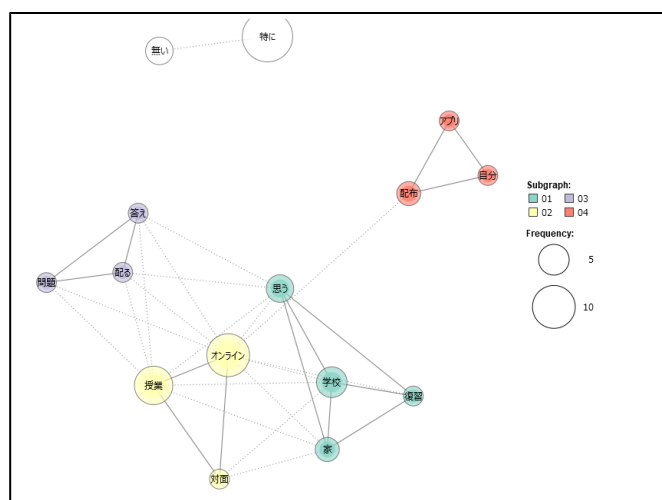 特に
無い
アプリ
自分
配布
Subgraph:
01 03
02 04
Frequency:
5
10
答え
配る
問題
思う
オンライン
授業
学校
復習
家
対面